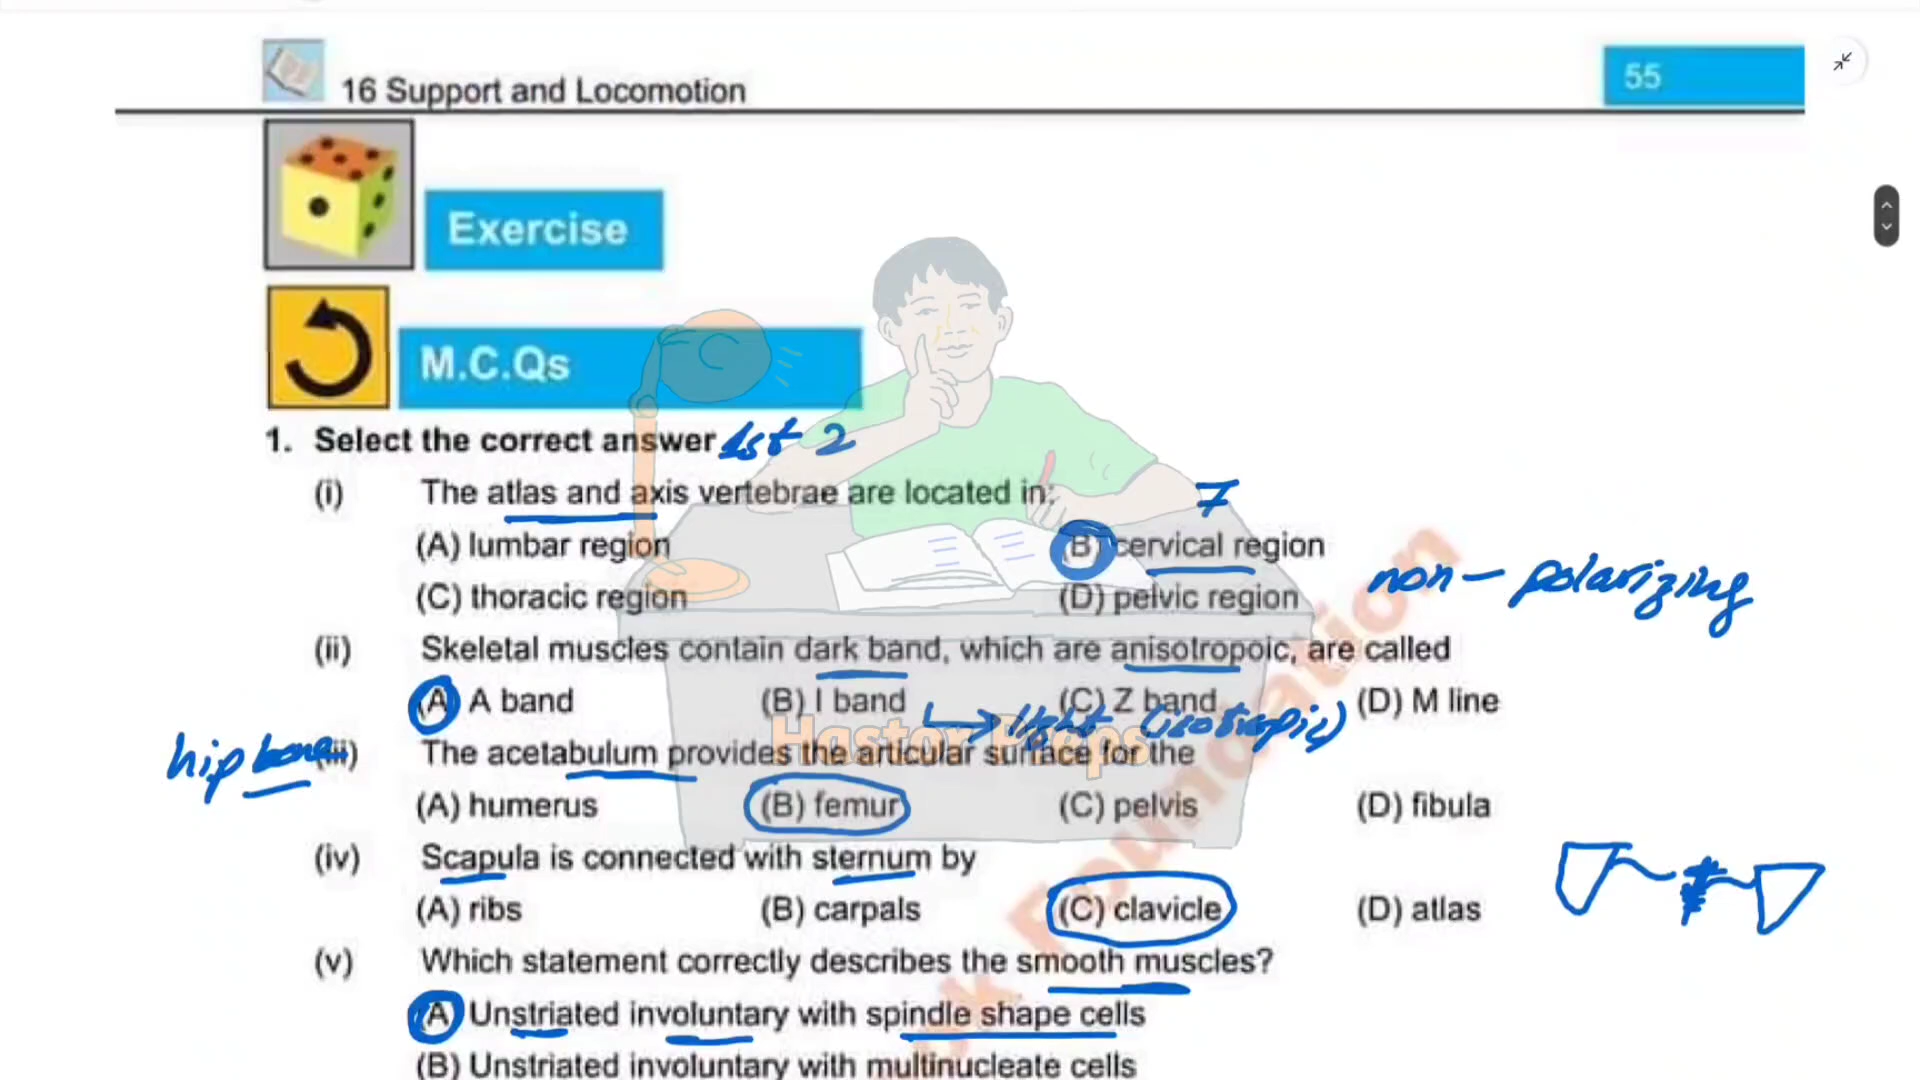 16 Support and Locomotion
55
Exercise
M.C.Qs
1. Select the correct answer 1st 2
(i) The atlas and axis vertebrae are located in:
7
(A) lumbar region (B) cervical region
(C) thoracic region (D) pelvic region
non-polarizing
(ii) Skeletal muscles contain dark band, which are anisotropoic, are called
(A) A band (B) I band (C) Z band (D) M line
light (isotropic)
hip bone
(iii) The acetabulum provides the articular surface for the
(A) humerus (B) femur (C) pelvis (D) fibula
(iv) Scapula is connected with sternum by
(A) ribs (B) carpals (C) clavicle (D) atlas
(v) Which statement correctly describes the smooth muscles?
(A) Unstriated involuntary with spindle shape cells
(B) Unstriated involuntary with multinucleate cells
Hastor Preps
k Foundation